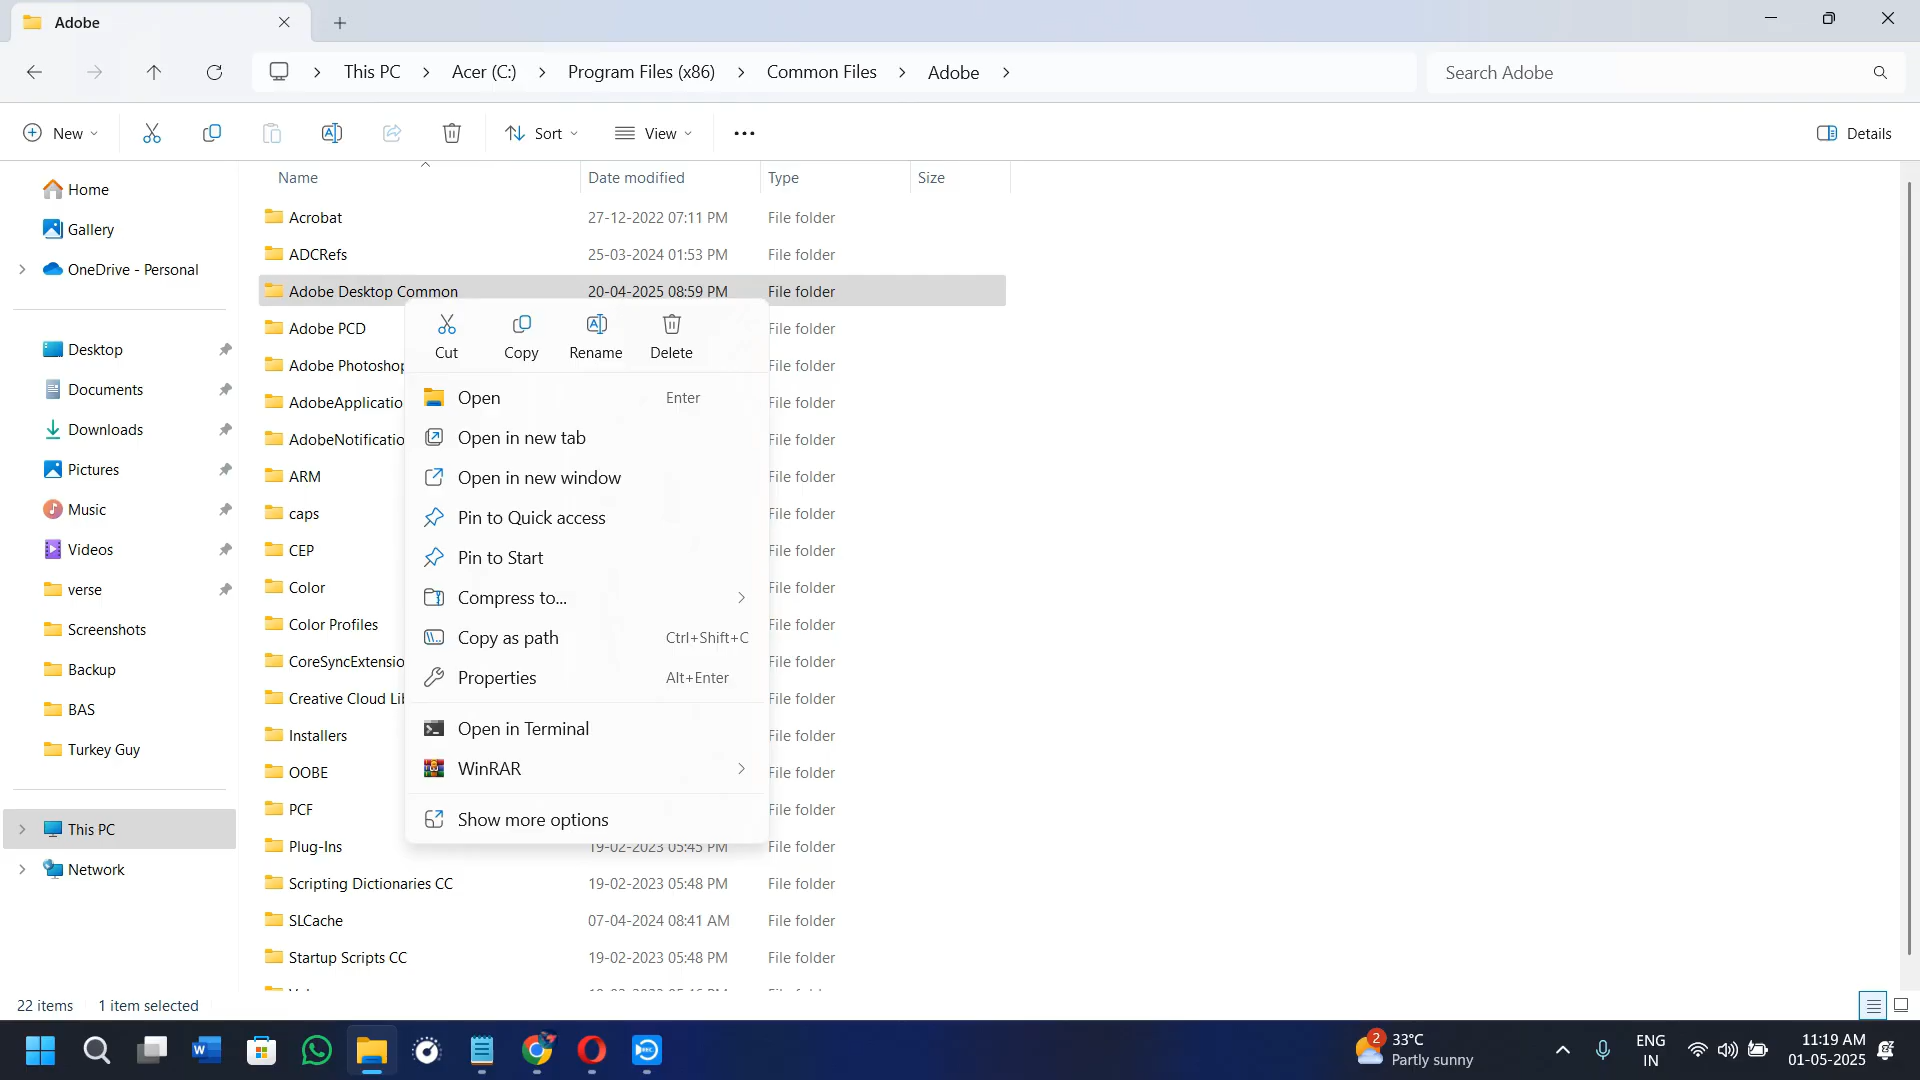 Adobe
This PC > Acer (C:) > Program Files (x86) > Common Files > Adobe >
Search Adobe
New
Sort
View
Details
Name Date modified Type Size
Home
Gallery
OneDrive - Personal
Desktop
Documents
Downloads
Pictures
Music
Videos
verse
Screenshots
Backup
BAS
Turkey Guy
This PC
Network
Acrobat 27-12-2022 07:11 PM File folder
ADCRefs 25-03-2024 01:53 PM File folder
Adobe Desktop Common 20-04-2025 08:59 PM File folder
Adobe PCD File folder
Adobe Photoshop File folder
AdobeApplicatio File folder
AdobeNotificatio File folder
ARM File folder
caps File folder
CEP File folder
Color File folder
Color Profiles File folder
CoreSyncExtensio File folder
Creative Cloud Lib File folder
Installers File folder
OOBE File folder
PCF File folder
Plug-Ins 19-02-2023 05:45 PM File folder
Scripting Dictionaries CC 19-02-2023 05:48 PM File folder
SLCache 07-04-2024 08:41 AM File folder
Startup Scripts CC 19-02-2023 05:48 PM File folder
Cut Copy Rename Delete
Open Enter
Open in new tab
Open in new window
Pin to Quick access
Pin to Start
Compress to...
Copy as path Ctrl+Shift+C
Properties Alt+Enter
Open in Terminal
WinRAR
Show more options
22 items 1 item selected
2
33°C
Partly sunny
ENG
IN
11:19 AM
01-05-2025